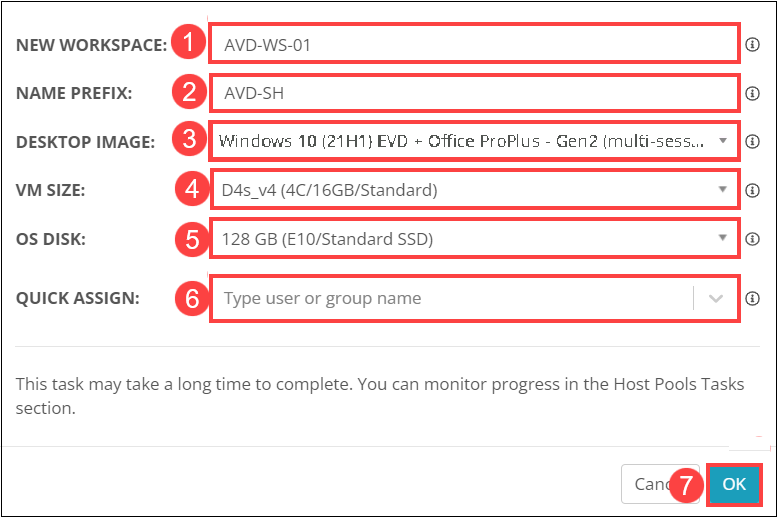 NEW WORKSPACE: 1 AVD-WS-01
NAME PREFIX: 2 AVD-SH
DESKTOP IMAGE: 3 Windows 10 (21H1) EVD + Office ProPlus - Gen2 (multi-sess...
VM SIZE: 4 D4s_v4 (4C/16GB/Standard)
OS DISK: 5 128 GB (E10/Standard SSD)
QUICK ASSIGN: 6 Type user or group name
This task may take a long time to complete. You can monitor progress in the Host Pools Tasks
section.
Canc 7 OK